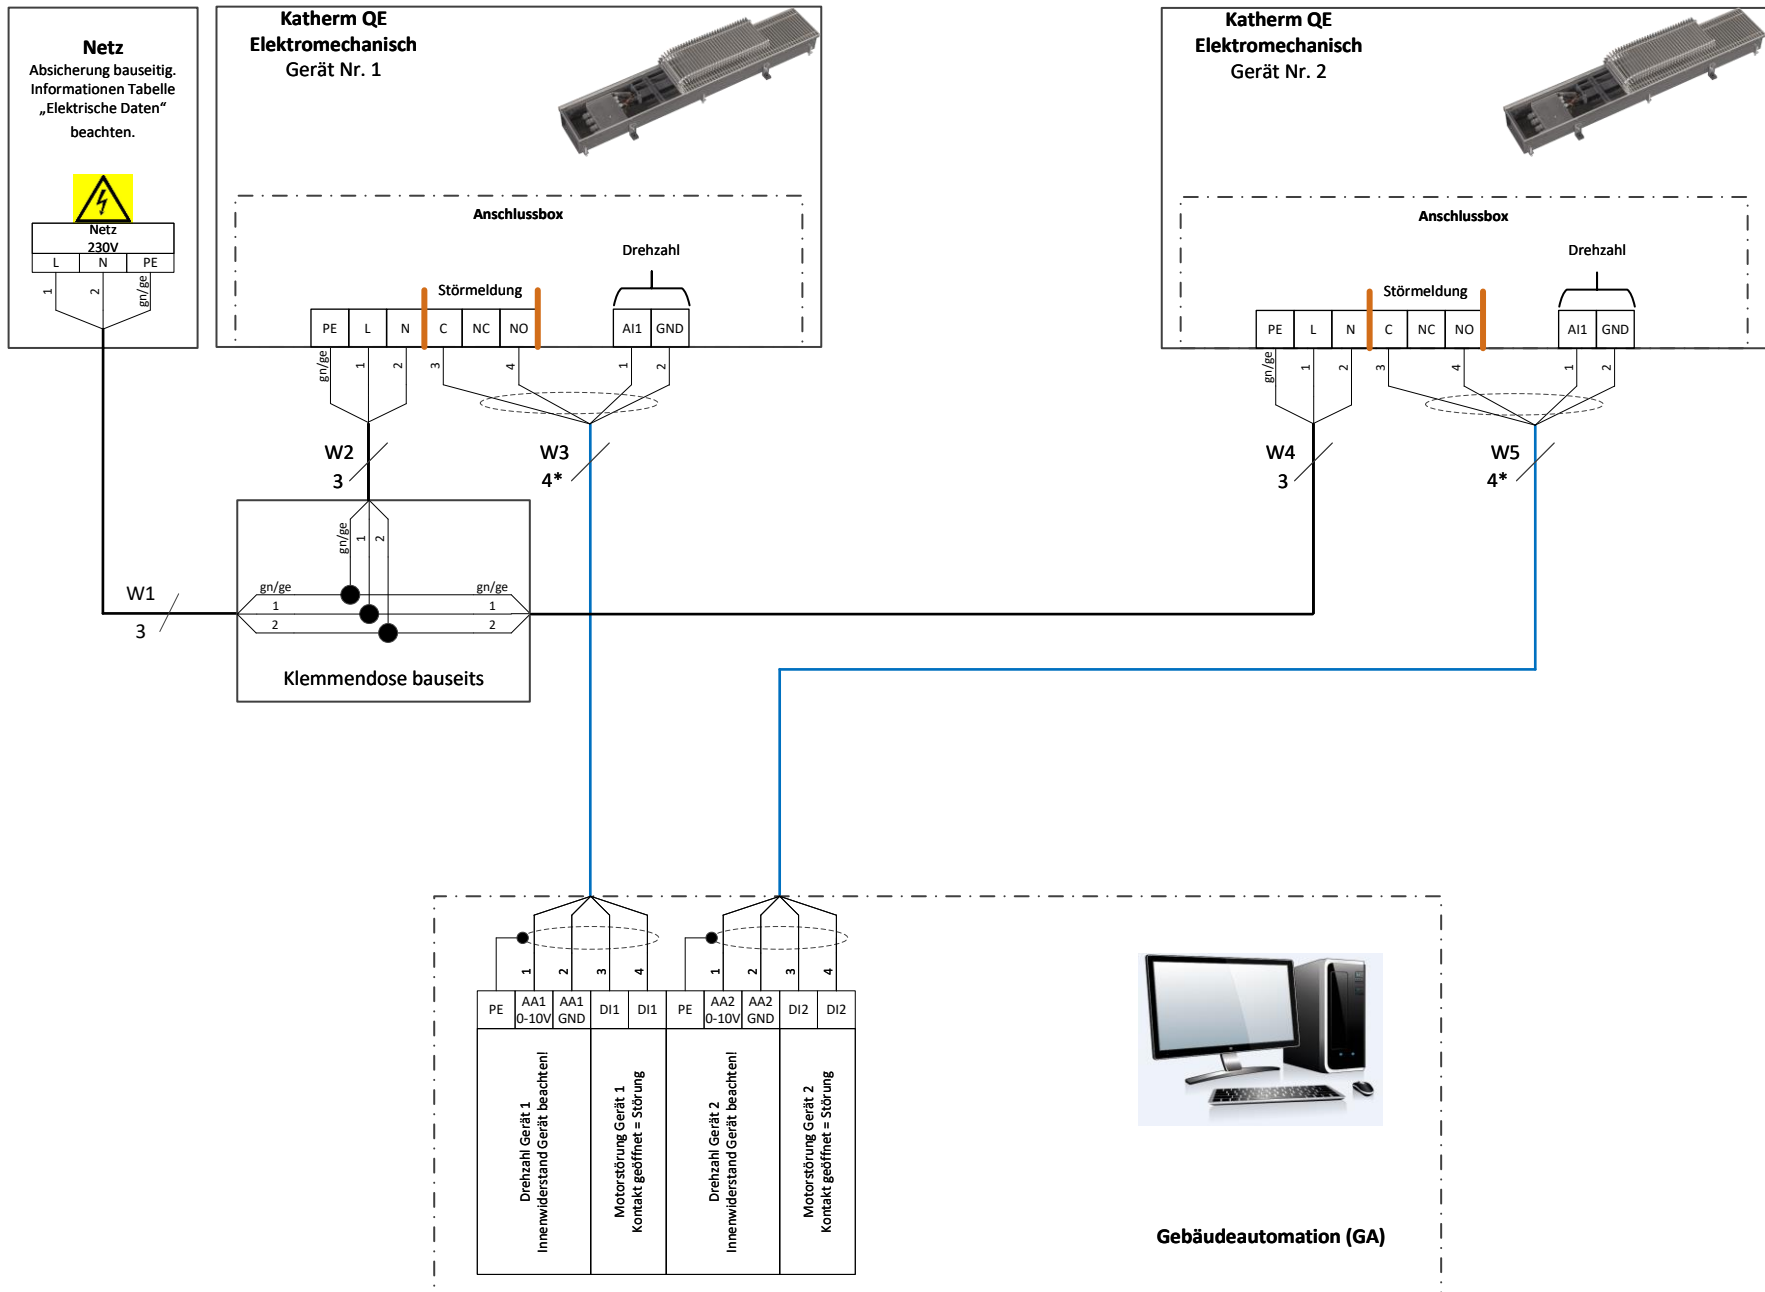 Netz
Absicherung bauseitig.
Informationen Tabelle
„Elektrische Daten“
beachten.
Netz
230V
L N PE
1 2 gn/ge
Katherm QE
Elektromechanisch
Gerät Nr. 1
Anschlussbox
Drehzahl
Störmeldung
PE L N C NC NO AI1 GND
gn/ge 1 2 3 4 1 2
W2
3
W3
4*
Katherm QE
Elektromechanisch
Gerät Nr. 2
Anschlussbox
Drehzahl
Störmeldung
PE L N C NC NO AI1 GND
gn/ge 1 2 3 4 1 2
W4
3
W5
4*
W1
3
gn/ge 1 2
gn/ge gn/ge
1 1
2 2
Klemmendose bauseits
1 2 3 4 1 2 3 4
PE AA1 AA1 DI1 DI1 PE AA2 AA2 DI2 DI2
0-10V GND 0-10V GND
Drehzahl Gerät 1
Innenwiderstand Gerät beachten!
Motorstörung Gerät 1
Kontakt geöffnet = Störung
Drehzahl Gerät 2
Innenwiderstand Gerät beachten!
Motorstörung Gerät 2
Kontakt geöffnet = Störung
Gebäudeautomation (GA)